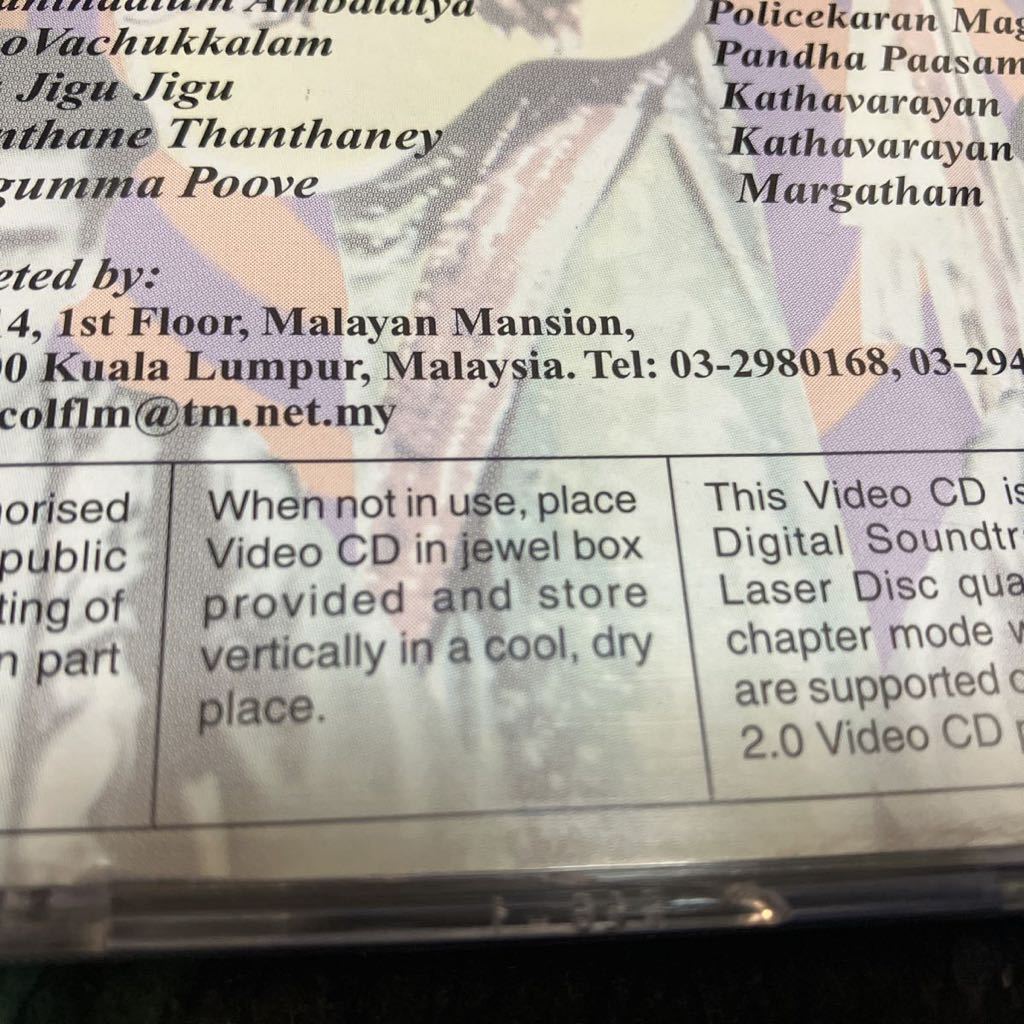 Ambalaiya
oVachukkalam
Jigu Jigu
nthane Thanthaney
gumma Poove
Policekaran Mag
Pandha Paasam
Kathavarayan
Kathavarayan
Margatham
eted by:
14, 1st Floor, Malayan Mansion,
0 Kuala Lumpur, Malaysia. Tel: 03-2980168, 03-294
colflm@tm.net.my
orised
public
ting of
n part
When not in use, place
Video CD in jewel box
provided and store
vertically in a cool, dry
place.
This Video CD is
Digital Soundtr
Laser Disc qua
chapter mode w
are supported o
2.0 Video CD p